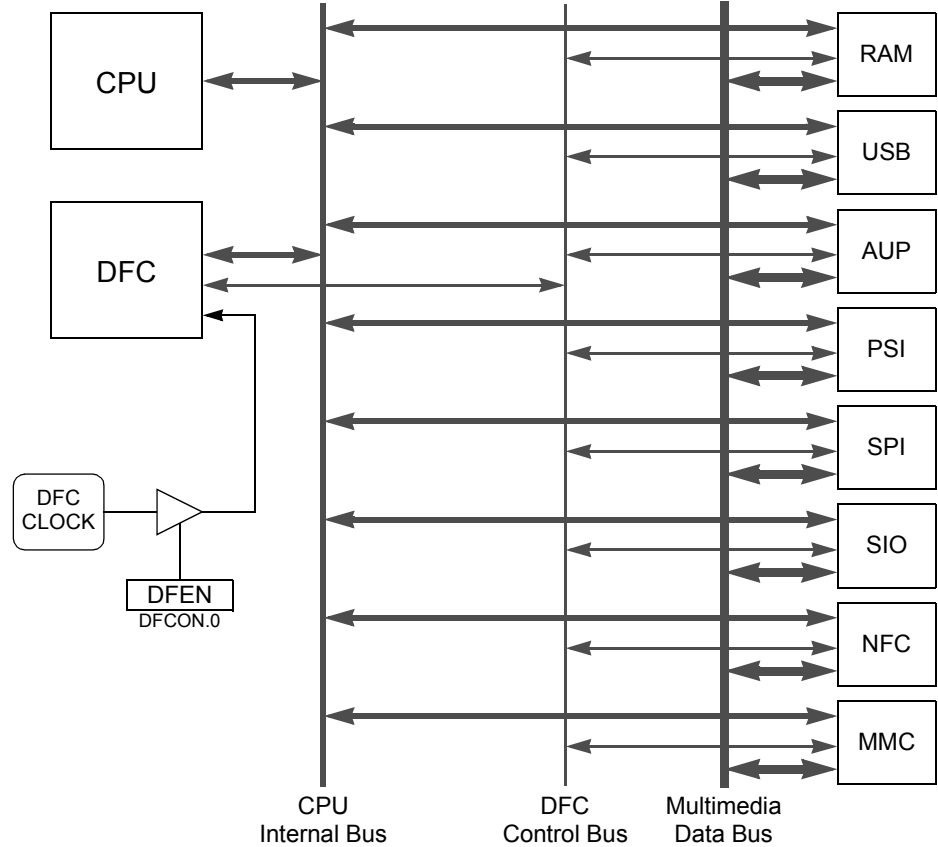 CPU
DFC
DFC
CLOCK
DFEN
DFCON.0
RAM
USB
AUP
PSI
SPI
SIO
NFC
MMC
CPU
Internal Bus
DFC
Control Bus
Multimedia
Data Bus